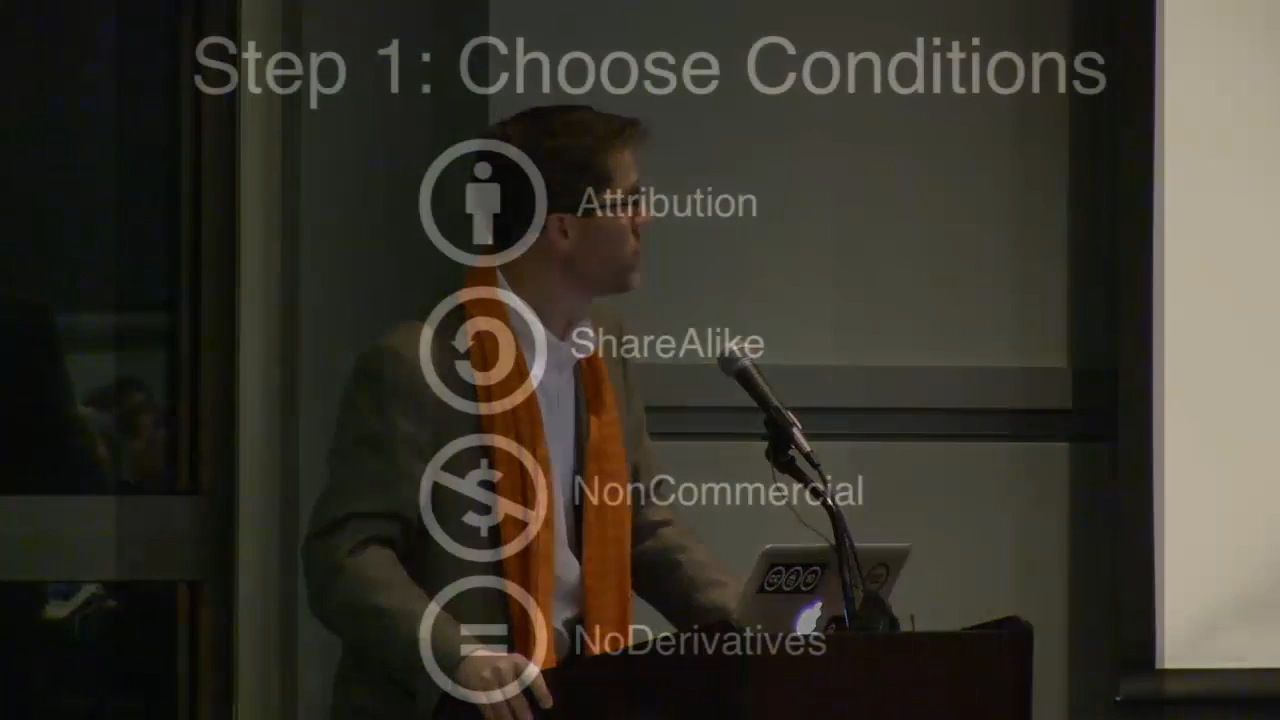 Step 1: Choose Conditions
Attribution
ShareAlike
NonCommercial
NoDerivatives